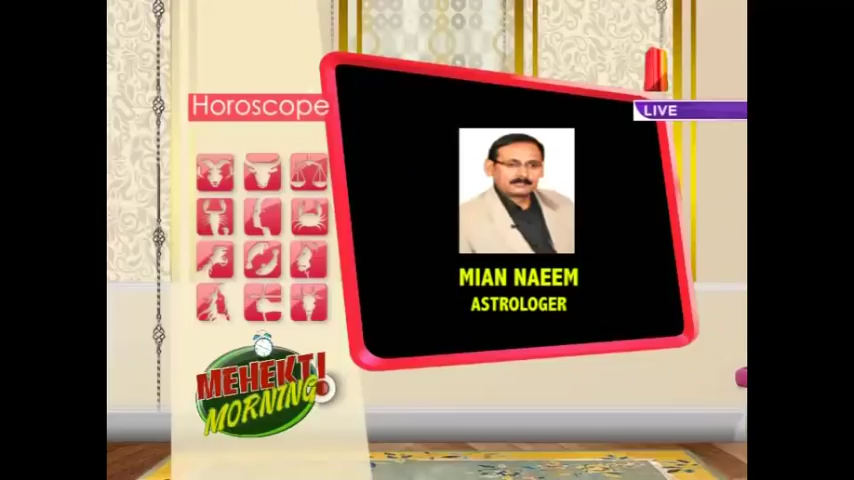 Horoscope
LIVE
MIAN NAEEM
ASTROLOGER
MEHEKTI
MORNING